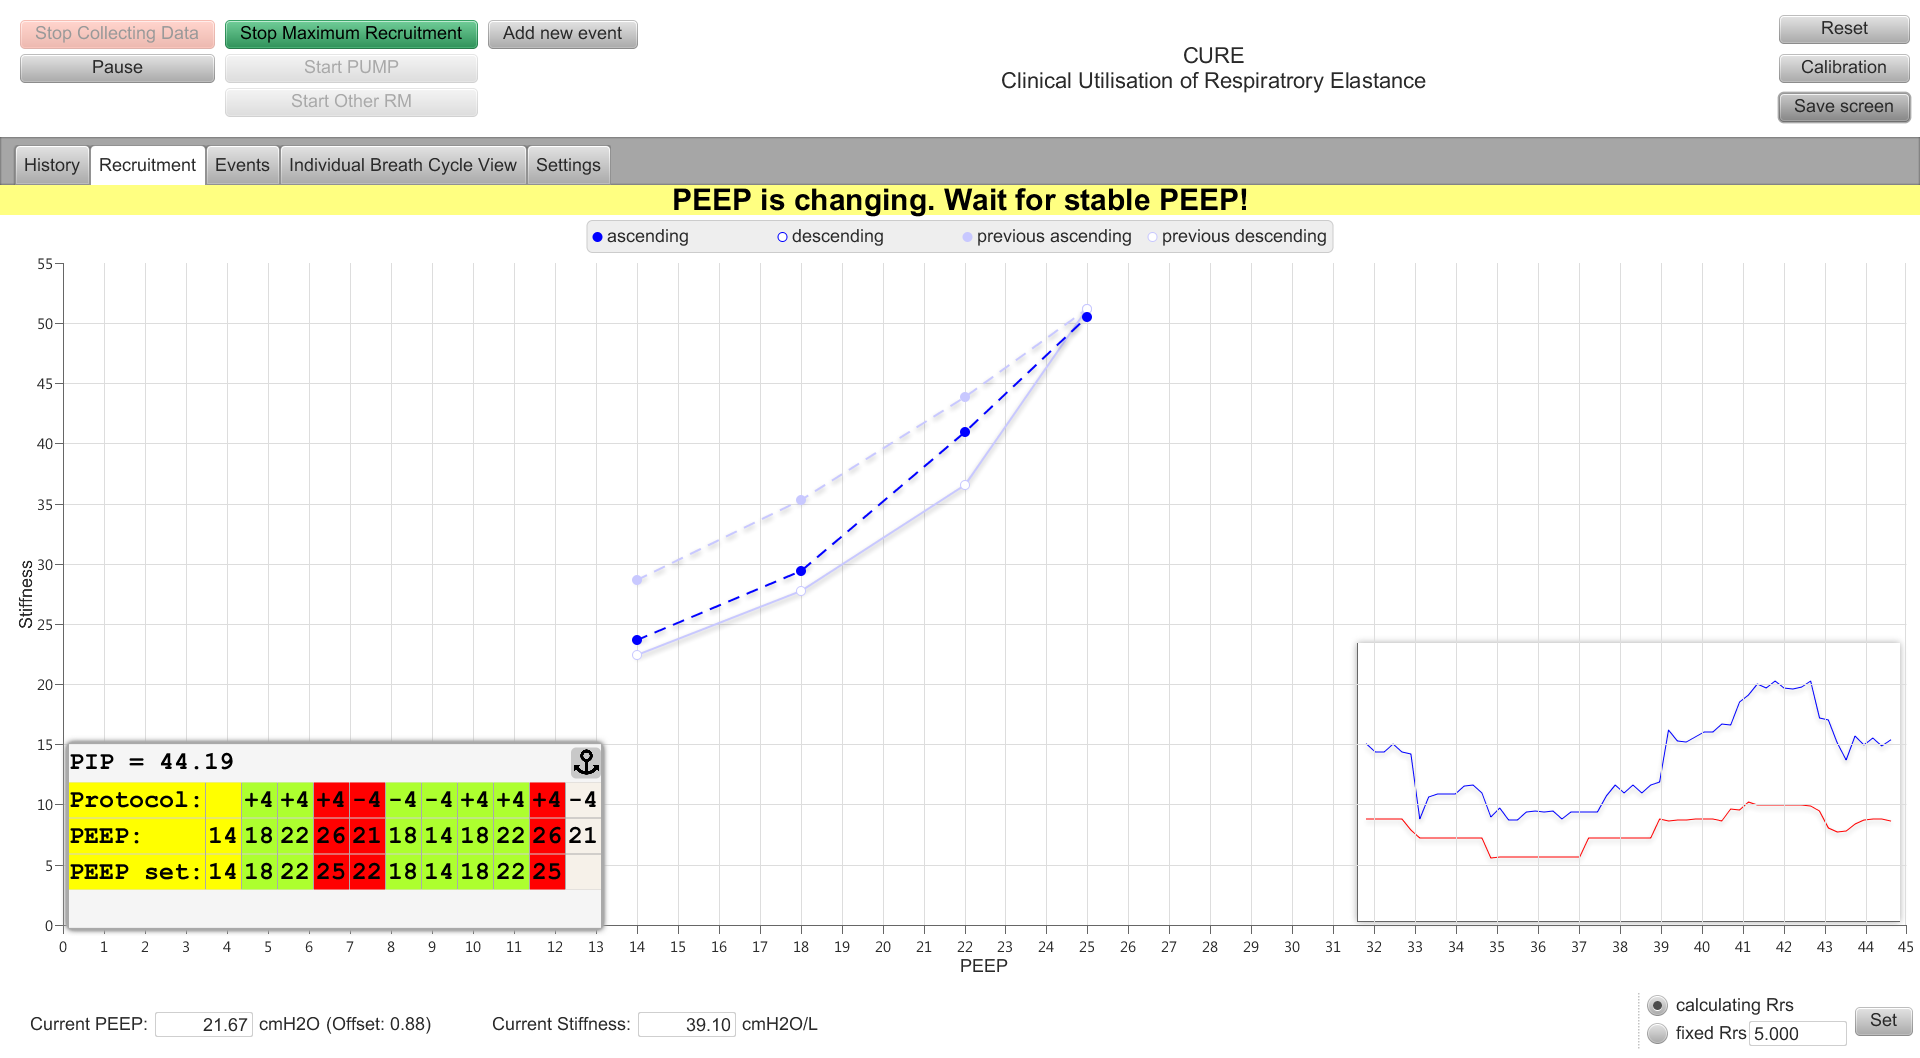 Stop Collecting Data
Stop Maximum Recruitment
Add new event
Pause
Start PUMP
Start Other RM
CURE
Clinical Utilisation of Respiratrory Elastance
Reset
Calibration
Save screen
History
Recruitment
Events
Individual Breath Cycle View
Settings
PEEP is changing. Wait for stable PEEP!
ascending
descending
previous ascending
previous descending
55
50
45
40
35
30
25
20
15
10
5
0
Stiffness
PIP = 44.19
Protocol: +4 +4 +4 -4 -4 -4 +4 +4 +4 -4
PEEP: 14 18 22 26 21 18 14 18 22 26 21
PEEP set: 14 18 22 25 22 18 14 18 22 25
0 1 2 3 4 5 6 7 8 9 10 11 12 13 14 15 16 17 18 19 20 21 22 23 24 25 26 27 28 29 30 31 32 33 34 35 36 37 38 39 40 41 42 43 44 45
PEEP
Current PEEP: 21.67 cmH2O (Offset: 0.88)
Current Stiffness: 39.10 cmH2O/L
calculating Rrs
fixed Rrs 5.000
Set